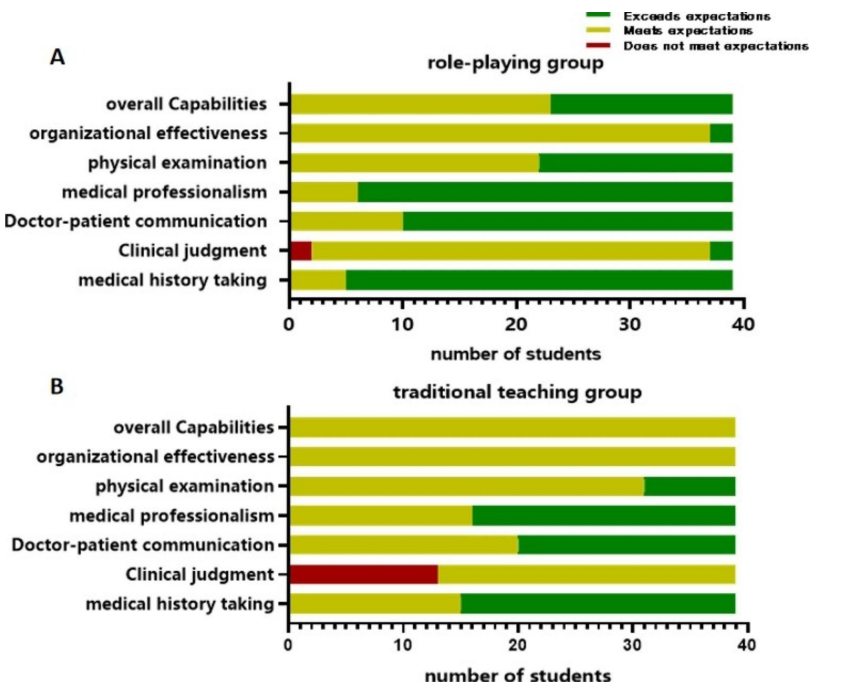 Exceeds expectations
Meets expectations
Does not meet expectations
A
role-playing group
overall Capabilities
organizational effectiveness
physical examination
medical professionalism
Doctor-patient communication
Clinical judgment
medical history taking
0 10 20 30 40
number of students
B
traditional teaching group
overall Capabilities
organizational effectiveness
physical examination
medical professionalism
Doctor-patient communication
Clinical judgment
medical history taking
0 10 20 30 40
number of students